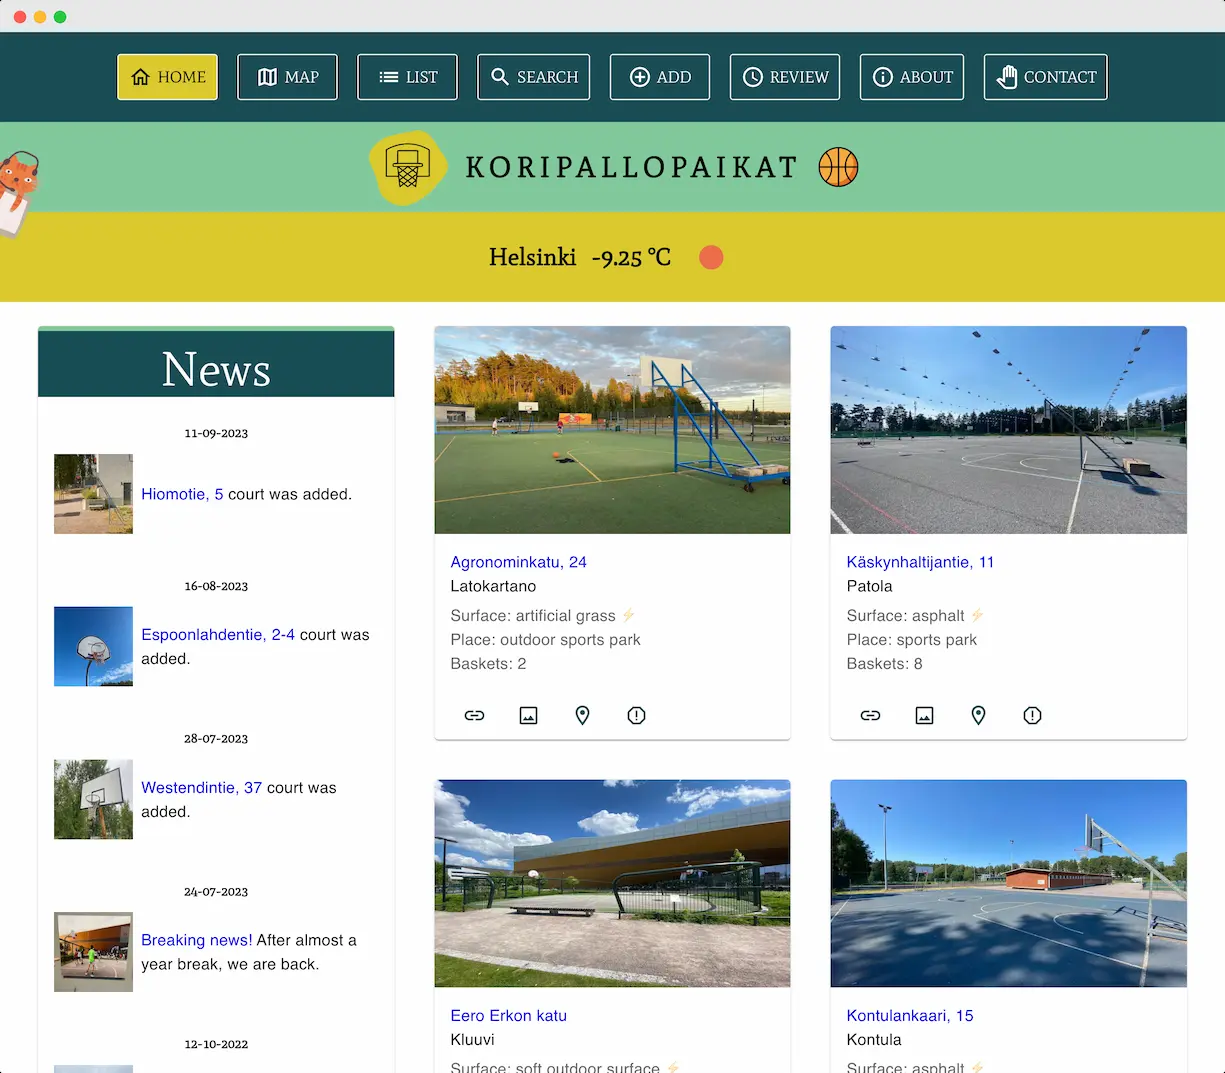 HOME
MAP
LIST
SEARCH
ADD
REVIEW
ABOUT
CONTACT
KORIPALLOPAIKAT
Helsinki -9.25 °C
News
11-09-2023
Hiomotie, 5 court was added.
16-08-2023
Espoonlahdentie, 2-4 court was
added.
28-07-2023
Westendintie, 37 court was
added.
24-07-2023
Breaking news! After almost a
year break, we are back.
12-10-2022
Agronominkatu, 24
Latokartano
Surface: artificial grass ⚡
Place: outdoor sports park
Baskets: 2
Käskynhaltijantie, 11
Patola
Surface: asphalt ⚡
Place: sports park
Baskets: 8
Eero Erkon katu
Kluuvi
Surface: soft outdoor surface ⚡
Kontulankaari, 15
Kontula
Surface: asphalt ⚡